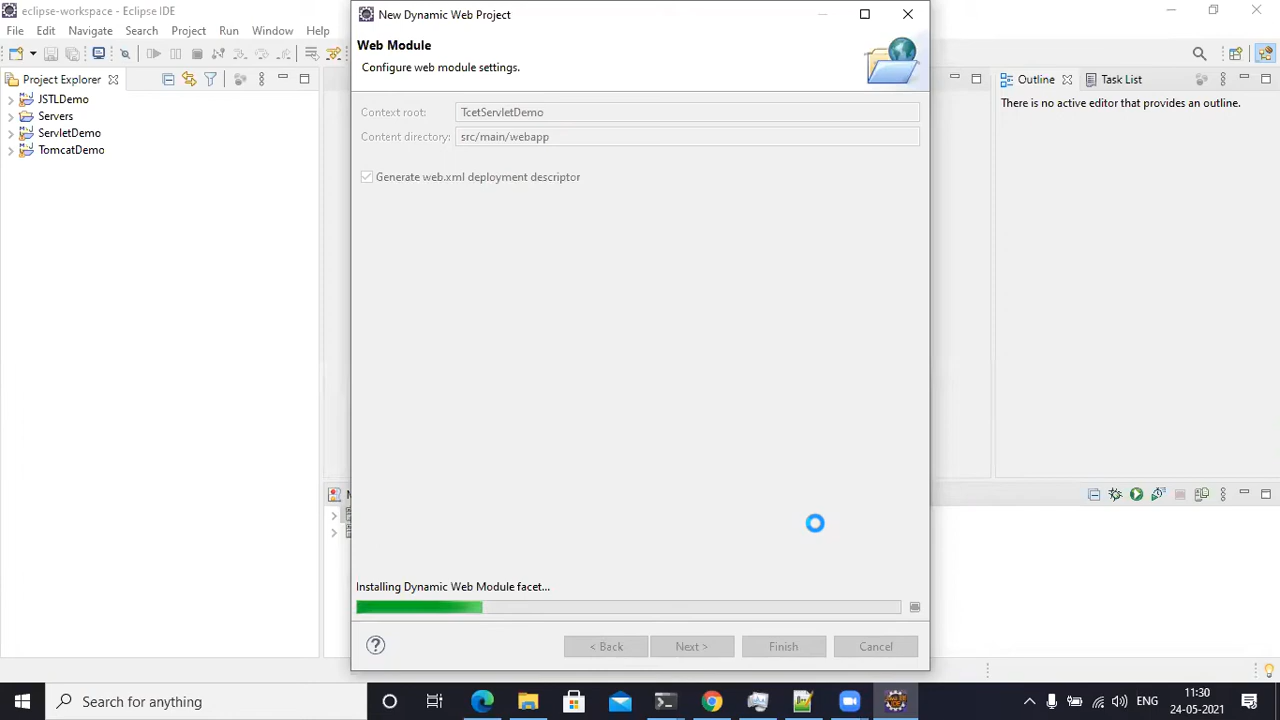 eclipse-workspace - Eclipse IDE
File Edit Navigate Search Project Run Window Help
Project Explorer
JSTLDemo
Servers
ServletDemo
TomcatDemo
New Dynamic Web Project
Web Module
Configure web module settings.
Context root: TcetServletDemo
Content directory: src/main/webapp
Generate web.xml deployment descriptor
Installing Dynamic Web Module facet...
< Back Next > Finish Cancel
Outline Task List
There is no active editor that provides an outline.
Search for anything
ENG
11:30
24-05-2021